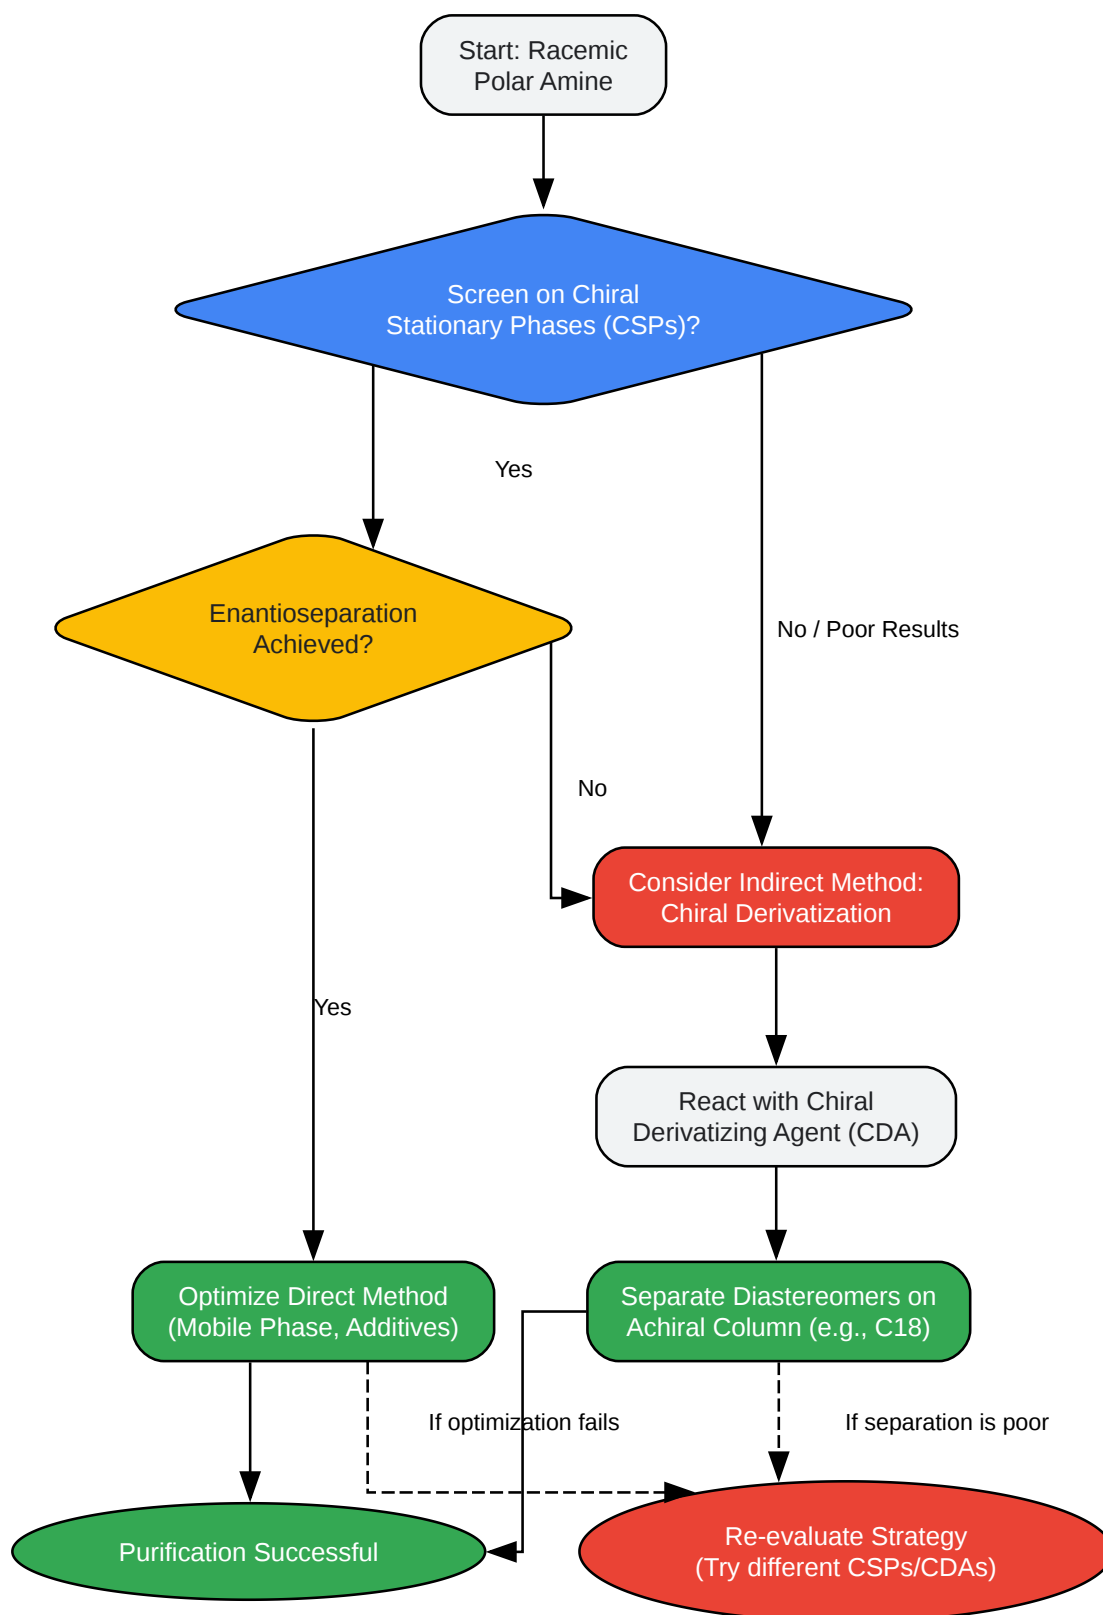 Start: Racemic
Polar Amine
Screen on Chiral
Stationary Phases (CSPs)?
Yes
Enantioseparation
Achieved?
No / Poor Results
No
Consider Indirect Method:
Chiral Derivatization
Yes
React with Chiral
Derivatizing Agent (CDA)
Optimize Direct Method
(Mobile Phase, Additives)
Separate Diastereomers on
Achiral Column (e.g., C18)
If optimization fails
If separation is poor
Purification Successful
Re-evaluate Strategy
(Try different CSPs/CDAs)